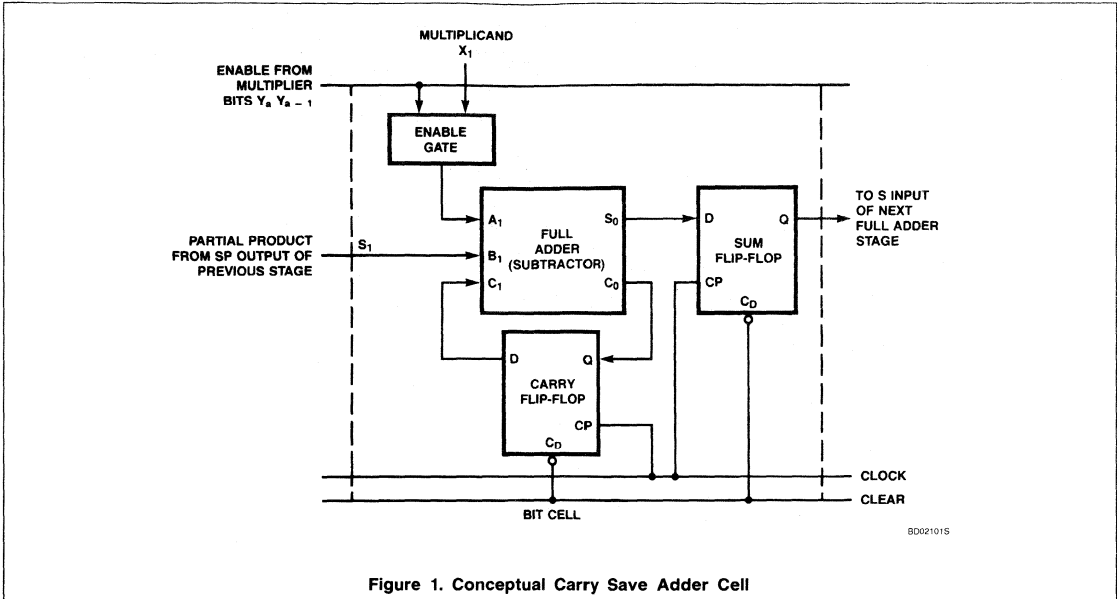 MULTIPLICAND
X₁
ENABLE FROM
MULTIPLIER
BITS Yₐ Yₐ ₋ ₁
ENABLE
GATE
A₁
S₀
FULL
ADDER
(SUBTRACTOR)
B₁
C₁
C₀
D
Q
SUM
FLIP-FLOP
CP
C_D
TO S INPUT
OF NEXT
FULL ADDER
STAGE
PARTIAL PRODUCT
FROM SP OUTPUT OF
PREVIOUS STAGE
S₁
D
Q
CARRY
FLIP-FLOP
CP
C_D
CLOCK
CLEAR
BIT CELL
BD02101S
Figure 1. Conceptual Carry Save Adder Cell